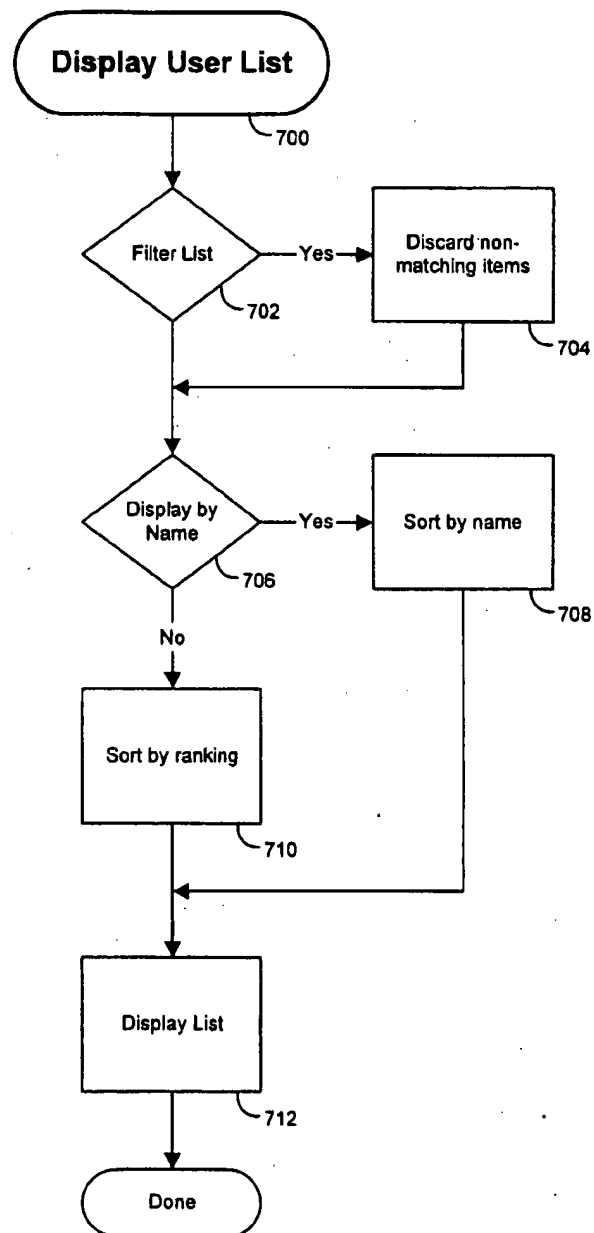 Display User List
700
Filter List
Yes
Discard non-
matching items
702
704
Display by
Name
Yes
Sort by name
706
708
No
Sort by ranking
710
Display List
712
Done